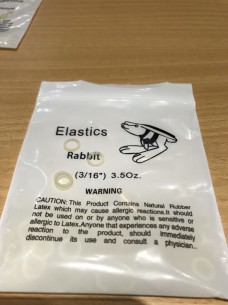 Elastics
Rabbit
(3/16") 3.5Oz.
WARNING
CAUTION: This Product Contains Natural Rubber
Latex which may cause allergic reactions.It should
not be used on or by anyone who is sensitive or
allergic to Latex.Anyone that experiences any adverse
reaction to the product, should immediately
discontinue its use and consult a physician..